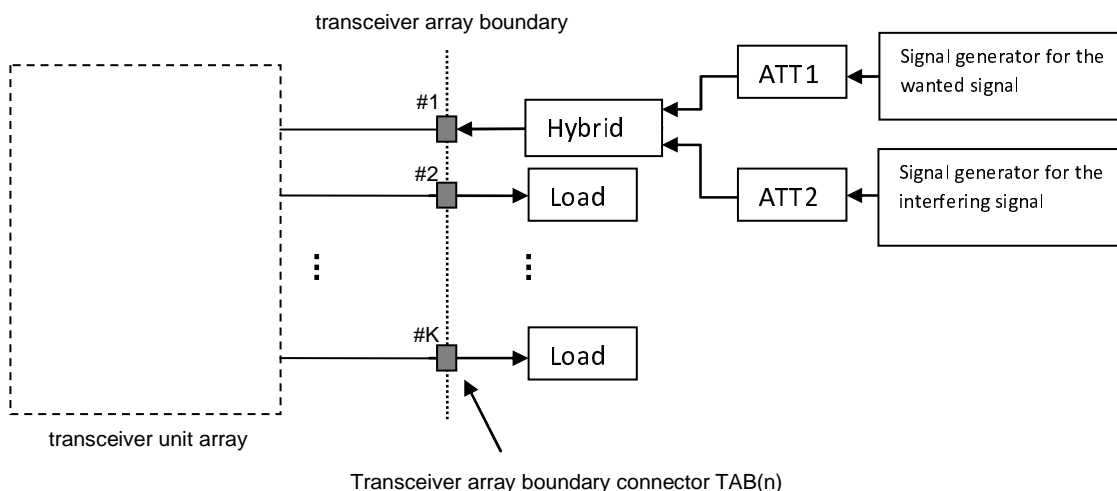 transceiver array boundary
#1
Hybrid
ATT1
Signal generator for the
wanted signal
#2
Load
ATT2
Signal generator for the
interfering signal
#K
Load
transceiver unit array
Transceiver array boundary connector TAB(n)